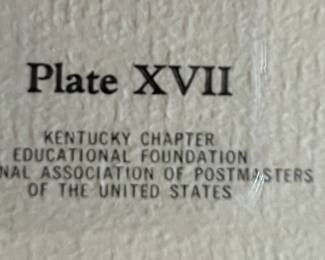 Plate XVII
KENTUCKY CHAPTER
EDUCATIONAL FOUNDATION
NAL ASSOCIATION OF POSTMASTERS
OF THE UNITED STATES